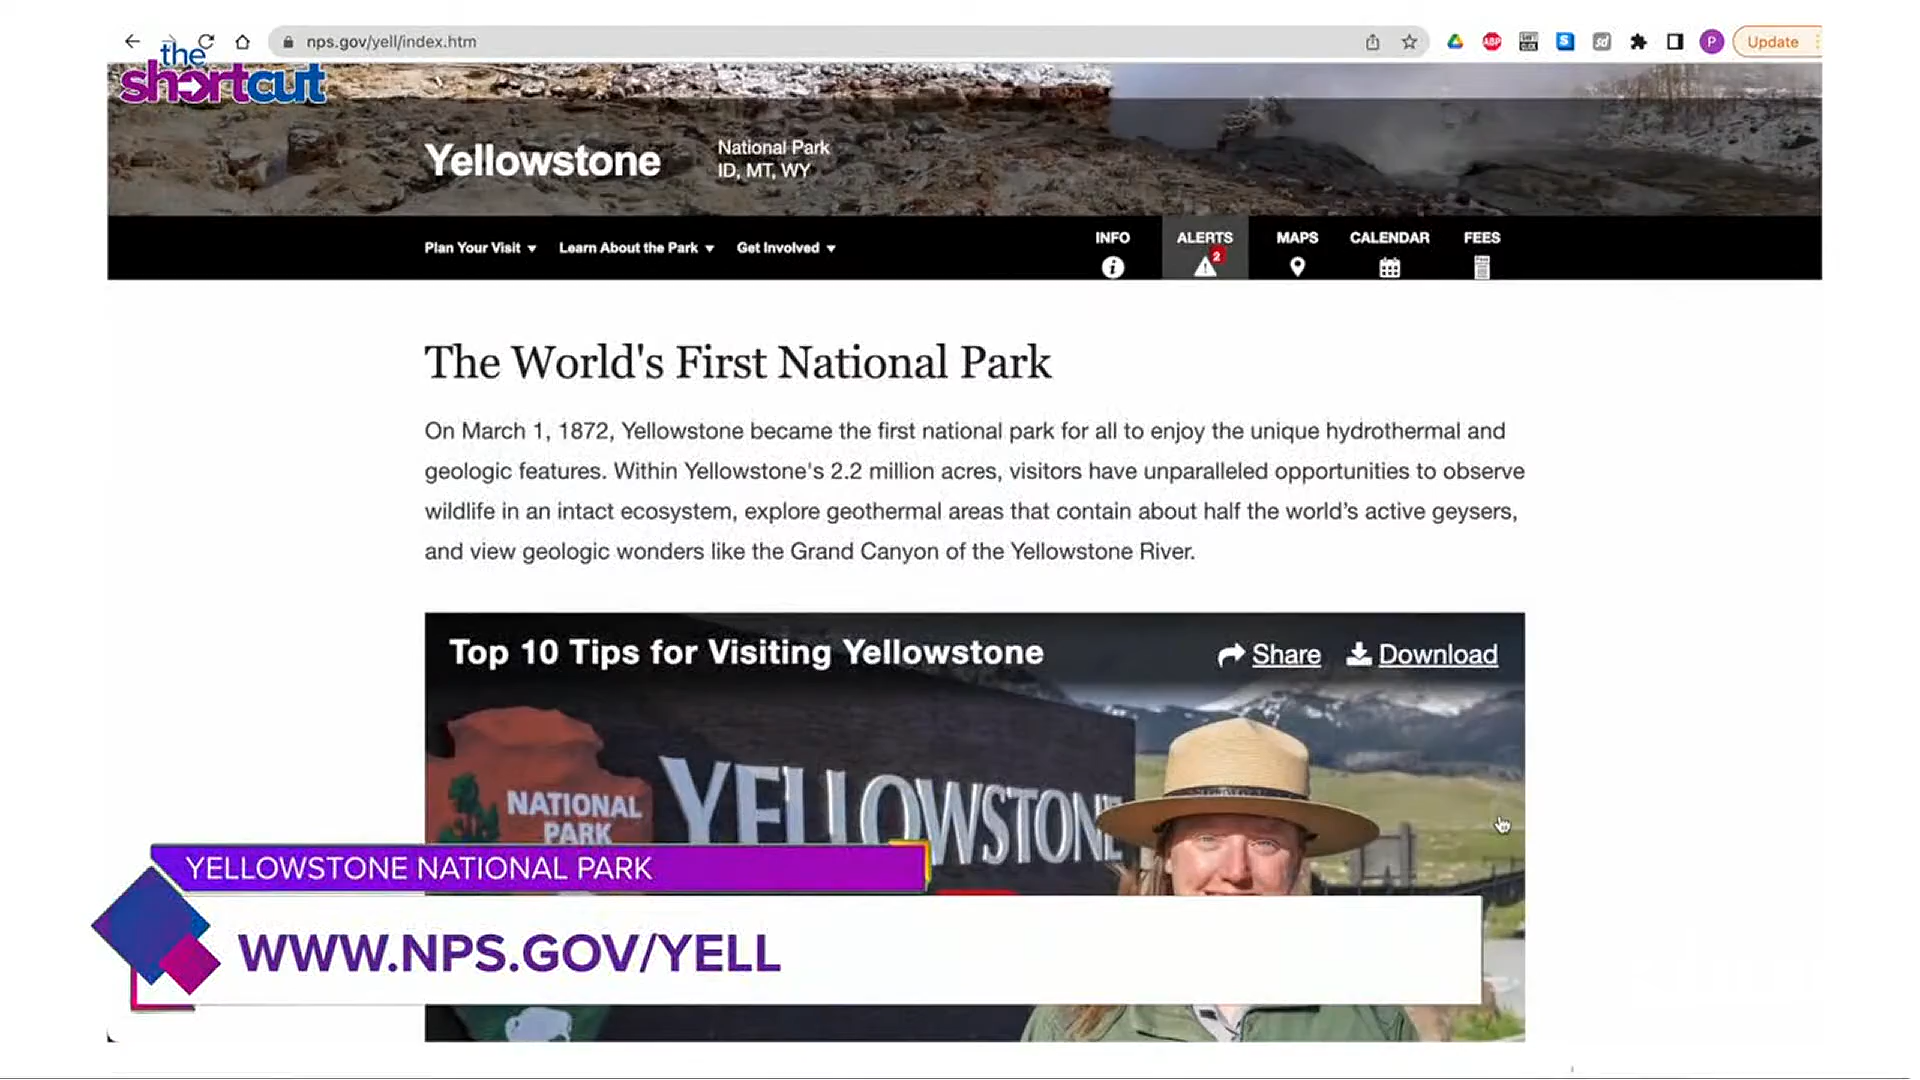 nps.gov/yell/index.htm
ABP
S
sd
P
Update
the
shortcut
Yellowstone
National Park
ID, MT, WY
Plan Your Visit
Learn About the Park
Get Involved
INFO
ALERTS
2
MAPS
CALENDAR
FEES
The World's First National Park
On March 1, 1872, Yellowstone became the first national park for all to enjoy the unique hydrothermal and
geologic features. Within Yellowstone's 2.2 million acres, visitors have unparalleled opportunities to observe
wildlife in an intact ecosystem, explore geothermal areas that contain about half the world’s active geysers,
and view geologic wonders like the Grand Canyon of the Yellowstone River.
Top 10 Tips for Visiting Yellowstone
Share
Download
NATIONAL
PARK
YELLOWSTONE
YELLOWSTONE NATIONAL PARK
WWW.NPS.GOV/YELL